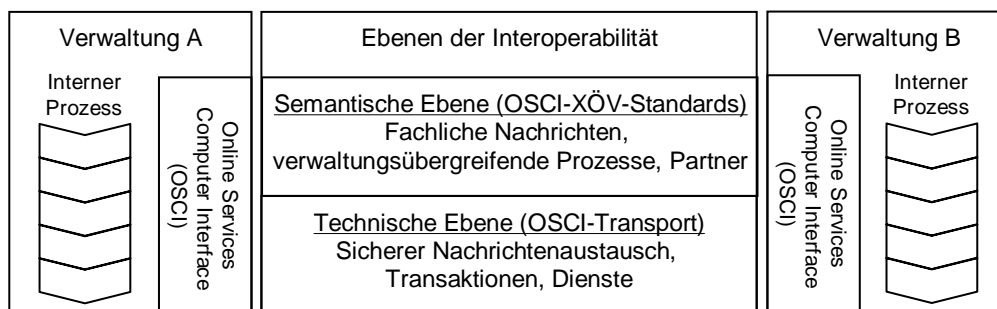 Verwaltung A
Interner
Prozess
Online Services
Computer Interface
(OSCI)
Ebenen der Interoperabilität
Semantische Ebene (OSCI-XÖV-Standards)
Fachliche Nachrichten,
verwaltungsübergreifende Prozesse, Partner
Technische Ebene (OSCI-Transport)
Sicherer Nachrichtenaustausch,
Transaktionen, Dienste
Verwaltung B
Online Services
Computer Interface
(OSCI)
Interner
Prozess